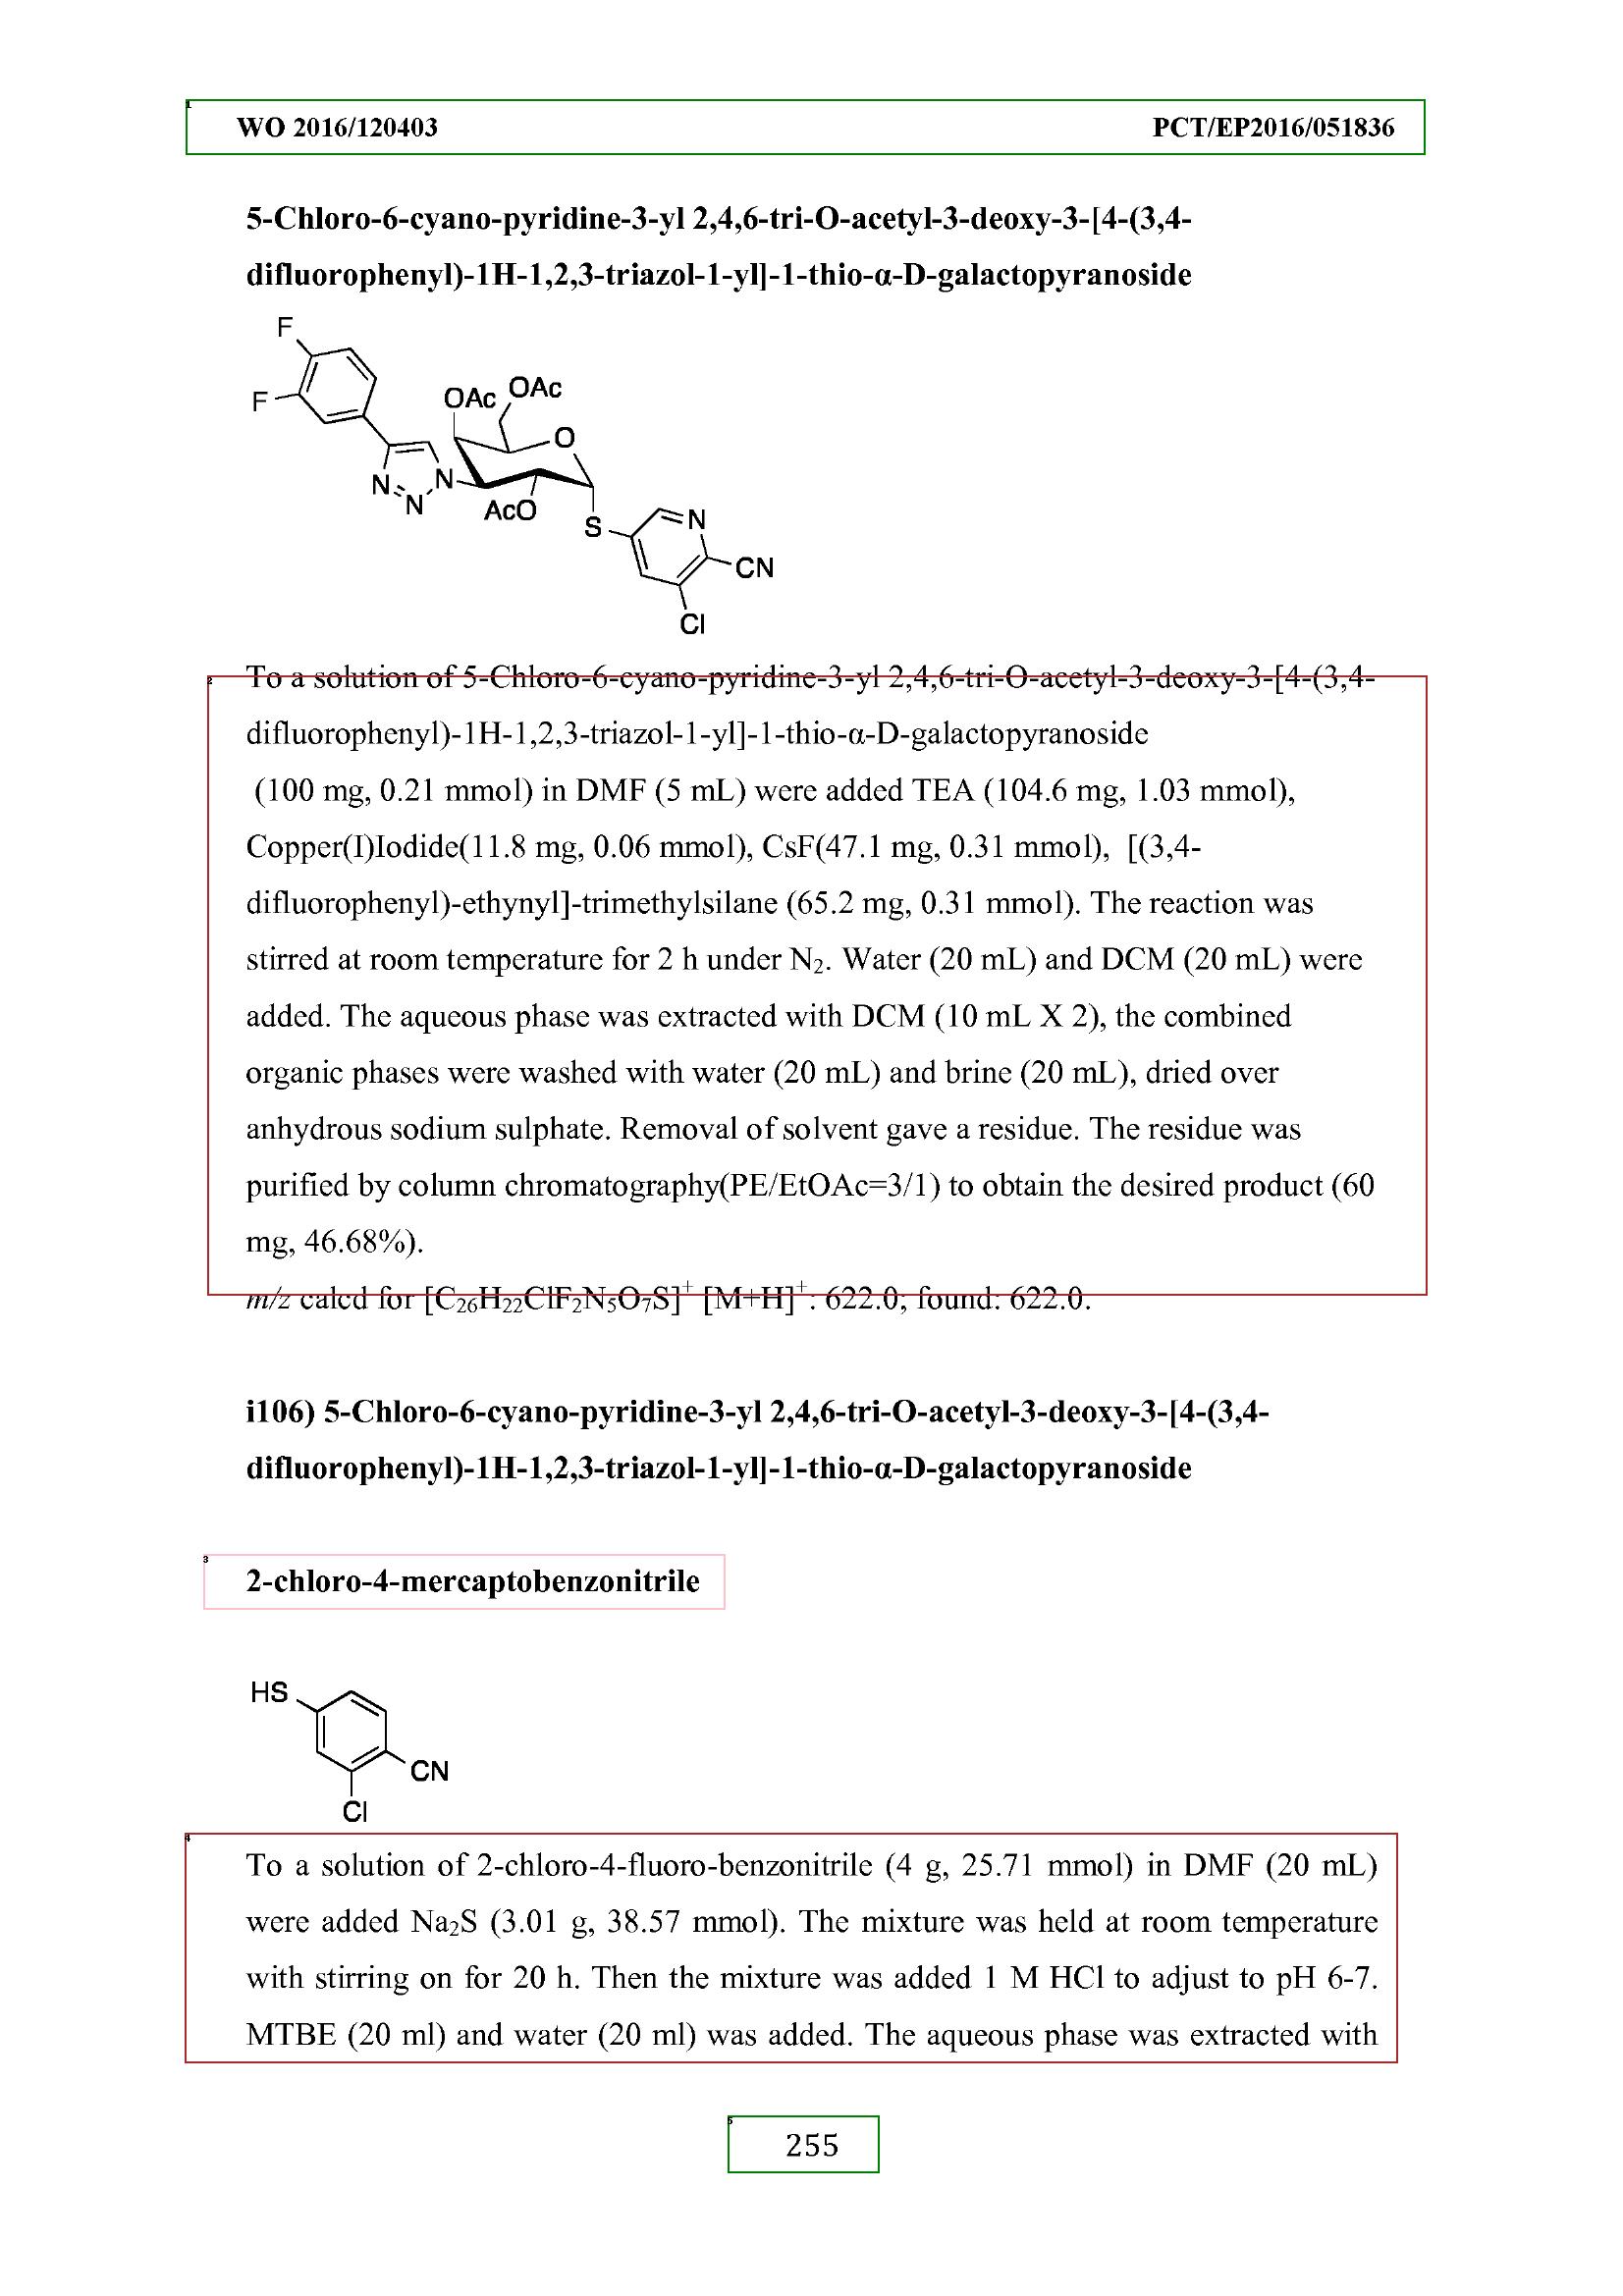 WO 2016/120403 PCT/EP2016/051836
5-Chloro-6-cyano-pyridine-3-yl 2,4,6-tri-O-acetyl-3-deoxy-3-[4-(3,4-
difluorophenyl)-1H-1,2,3-triazol-1-yl]-1-thio-α-D-galactopyranoside
F
F
OAc
OAc
O
N
N
N
AcO
S
N
CN
Cl
To a solution of 5-Chloro-6-cyano-pyridine-3-yl 2,4,6-tri-O-acetyl-3-deoxy-3-[4-(3,4-
difluorophenyl)-1H-1,2,3-triazol-1-yl]-1-thio-α-D-galactopyranoside
(100 mg, 0.21 mmol) in DMF (5 mL) were added TEA (104.6 mg, 1.03 mmol),
Copper(I)Iodide(11.8 mg, 0.06 mmol), CsF(47.1 mg, 0.31 mmol), [(3,4-
difluorophenyl)-ethynyl]-trimethylsilane (65.2 mg, 0.31 mmol). The reaction was
stirred at room temperature for 2 h under N₂. Water (20 mL) and DCM (20 mL) were
added. The aqueous phase was extracted with DCM (10 mL X 2), the combined
organic phases were washed with water (20 mL) and brine (20 mL), dried over
anhydrous sodium sulphate. Removal of solvent gave a residue. The residue was
purified by column chromatography(PE/EtOAc=3/1) to obtain the desired product (60
mg, 46.68%).
m/z calcd for [C₂₆H₂₂ClF₂N₅O₇S]⁺ [M+H]⁺: 622.0; found: 622.0.
i106) 5-Chloro-6-cyano-pyridine-3-yl 2,4,6-tri-O-acetyl-3-deoxy-3-[4-(3,4-
difluorophenyl)-1H-1,2,3-triazol-1-yl]-1-thio-α-D-galactopyranoside
2-chloro-4-mercaptobenzonitrile
HS
CN
Cl
To a solution of 2-chloro-4-fluoro-benzonitrile (4 g, 25.71 mmol) in DMF (20 mL)
were added Na₂S (3.01 g, 38.57 mmol). The mixture was held at room temperature
with stirring on for 20 h. Then the mixture was added 1 M HCl to adjust to pH 6-7.
MTBE (20 ml) and water (20 ml) was added. The aqueous phase was extracted with
255